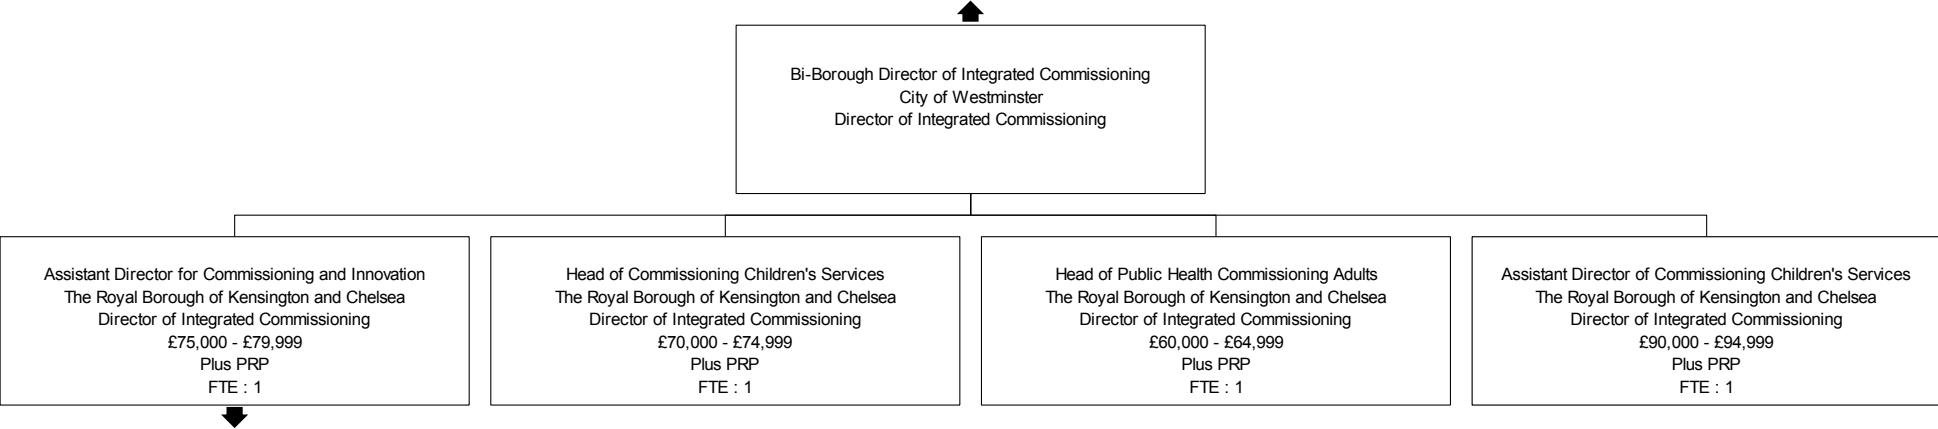 Bi-Borough Director of Integrated Commissioning
City of Westminster
Director of Integrated Commissioning
Assistant Director for Commissioning and Innovation
The Royal Borough of Kensington and Chelsea
Director of Integrated Commissioning
£75,000 - £79,999
Plus PRP
FTE : 1
Head of Commissioning Children's Services
The Royal Borough of Kensington and Chelsea
Director of Integrated Commissioning
£70,000 - £74,999
Plus PRP
FTE : 1
Head of Public Health Commissioning Adults
The Royal Borough of Kensington and Chelsea
Director of Integrated Commissioning
£60,000 - £64,999
Plus PRP
FTE : 1
Assistant Director of Commissioning Children's Services
The Royal Borough of Kensington and Chelsea
Director of Integrated Commissioning
£90,000 - £94,999
Plus PRP
FTE : 1